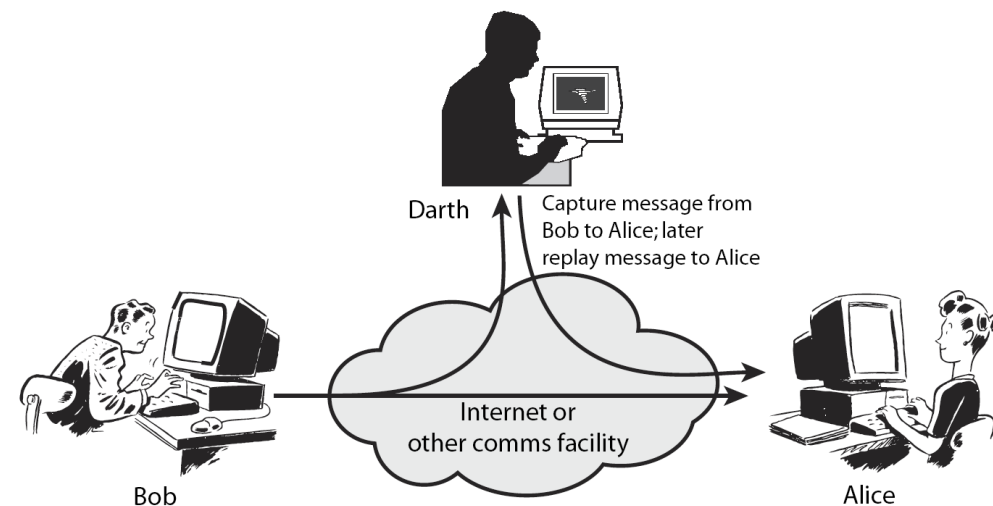 Darth
Capture message from
Bob to Alice; later
replay message to Alice
Internet or
other comms facility
Bob
Alice